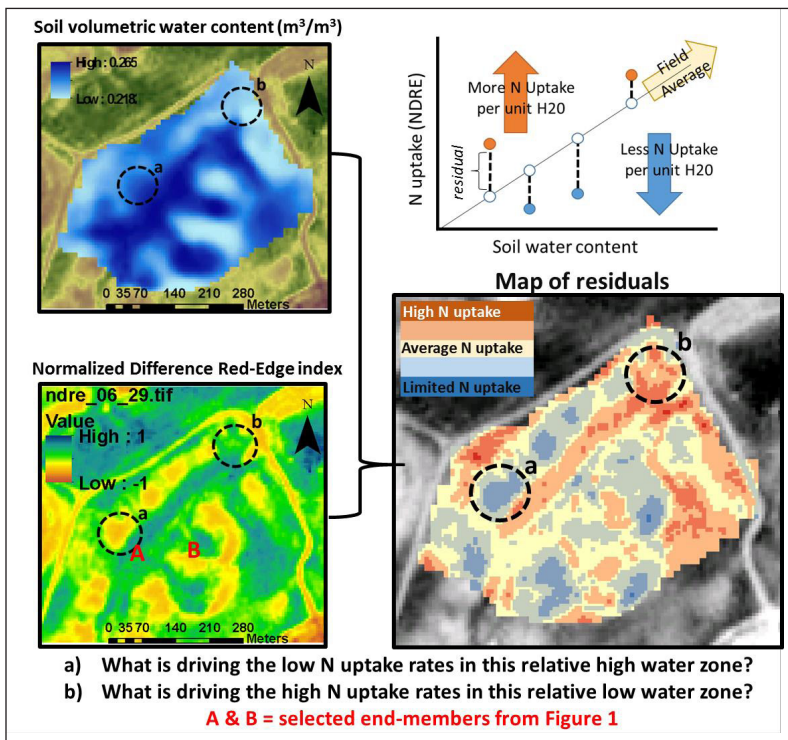 Soil volumetric water content (m³/m³)
High : 0.265
Low : 0.218
N
b
a
0 35 70 140 210 280
Meters
N uptake (NDRE)
More N Uptake
per unit H20
Field
Average
residual
Less N Uptake
per unit H20
Soil water content
Normalized Difference Red-Edge index
ndre_06_29.tif
Value
High : 1
Low : -1
N
b
a
A
B
0 35 70 140 210 280
Meters
Map of residuals
High N uptake
Average N uptake
Limited N uptake
b
a
a) What is driving the low N uptake rates in this relative high water zone?
b) What is driving the high N uptake rates in this relative low water zone?
A & B = selected end-members from Figure 1